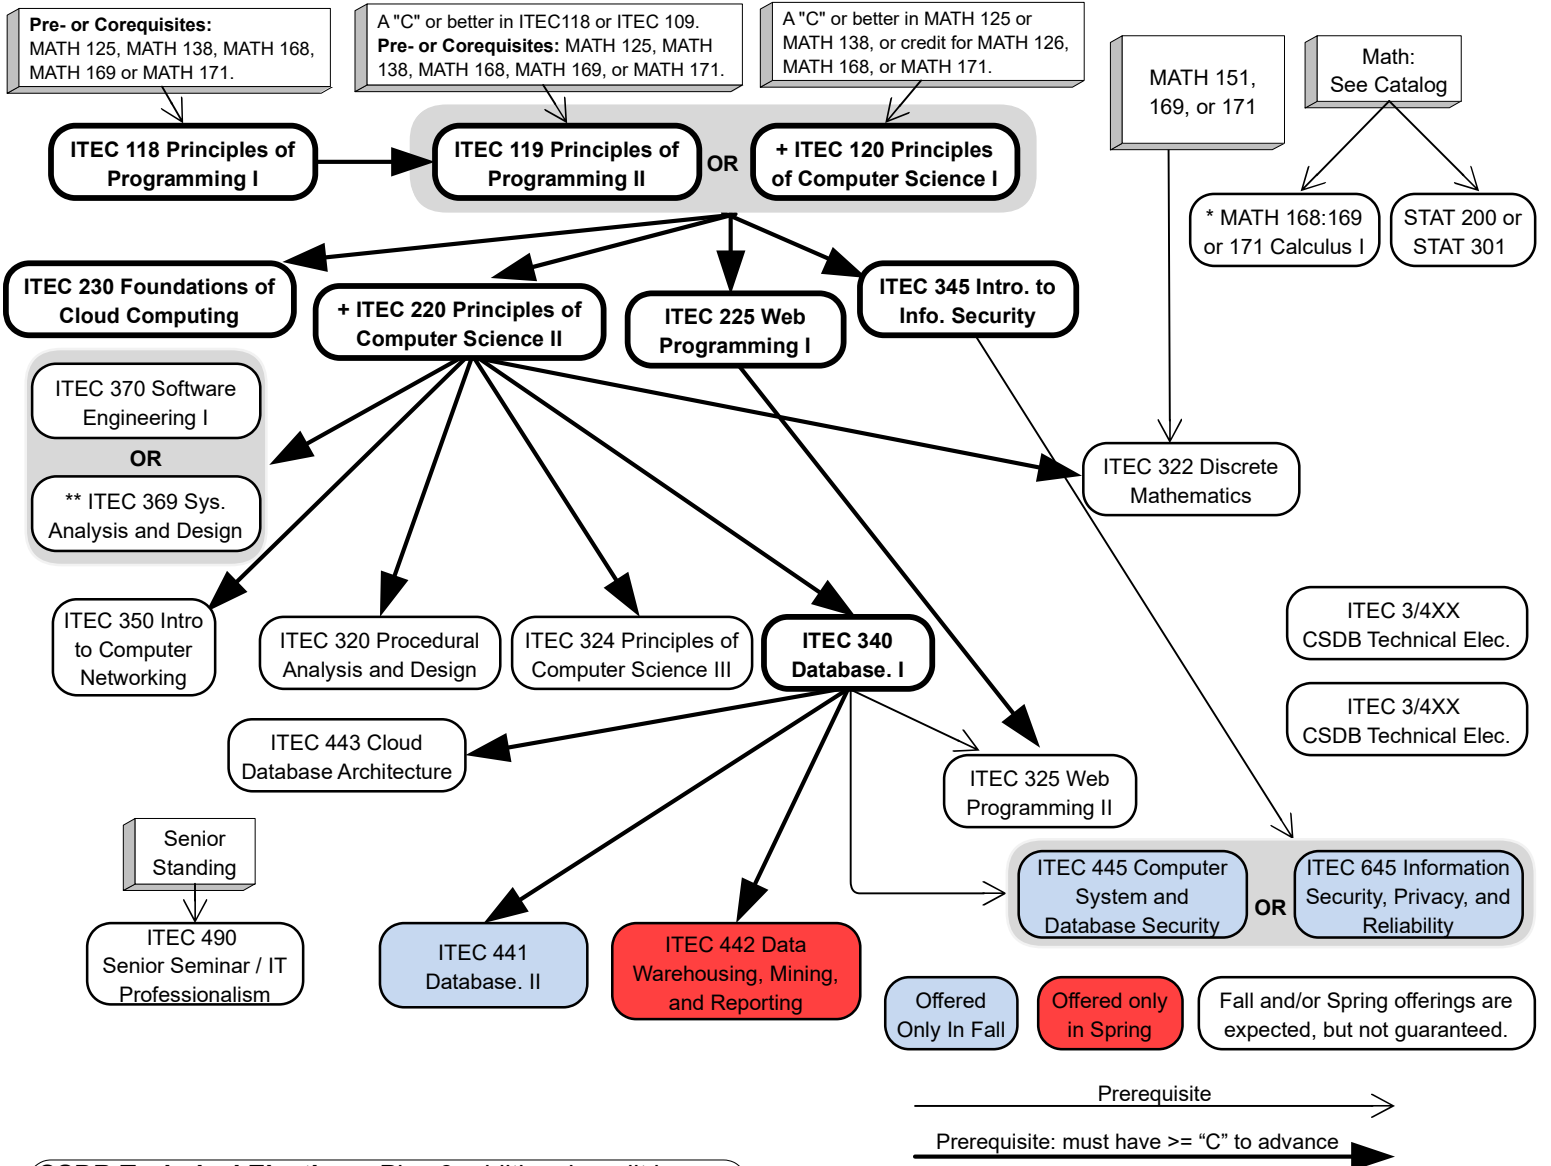 Pre- or Corequisites:
MATH 125, MATH 138, MATH 168,
MATH 169 or MATH 171.
A "C" or better in ITEC118 or ITEC 109.
Pre- or Corequisites: MATH 125, MATH
138, MATH 168, MATH 169, or MATH 171.
A "C" or better in MATH 125 or
MATH 138, or credit for MATH 126,
MATH 168, or MATH 171.
MATH 151,
169, or 171
Math:
See Catalog
ITEC 118 Principles of
Programming I
ITEC 119 Principles of
Programming II
OR
+ ITEC 120 Principles
of Computer Science I
* MATH 168:169
or 171 Calculus I
STAT 200 or
STAT 301
ITEC 230 Foundations of
Cloud Computing
+ ITEC 220 Principles of
Computer Science II
ITEC 225 Web
Programming I
ITEC 345 Intro. to
Info. Security
ITEC 370 Software
Engineering I
OR
** ITEC 369 Sys.
Analysis and Design
ITEC 322 Discrete
Mathematics
ITEC 350 Intro
to Computer
Networking
ITEC 320 Procedural
Analysis and Design
ITEC 324 Principles of
Computer Science III
ITEC 340
Database. I
ITEC 3/4XX
CSDB Technical Elec.
ITEC 3/4XX
CSDB Technical Elec.
ITEC 443 Cloud
Database Architecture
ITEC 325 Web
Programming II
Senior
Standing
ITEC 490
Senior Seminar / IT
Professionalism
ITEC 441
Database. II
ITEC 442 Data
Warehousing, Mining,
and Reporting
ITEC 445 Computer
System and
Database Security
OR
ITEC 645 Information
Security, Privacy, and
Reliability
Offered
Only In Fall
Offered only
in Spring
Fall and/or Spring offerings are
expected, but not guaranteed.
Prerequisite
Prerequisite: must have >= “C” to advance